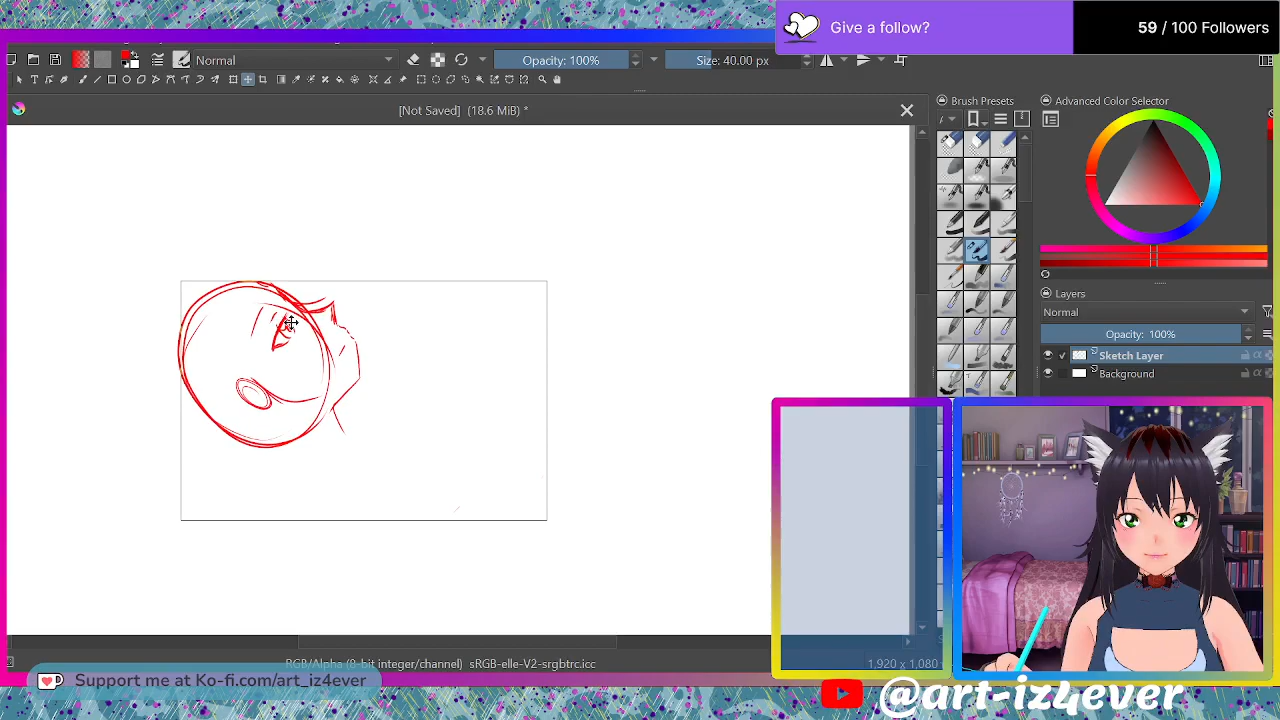 Give a follow?
59 / 100 Followers
Normal
Opacity: 100%
Size: 40.00 px
[Not Saved] (18.6 MiB) *
Brush Presets
Advanced Color Selector
Layers
Normal
Opacity: 100%
Sketch Layer
Background
RGB/Alpha (8-bit integer/channel) sRGB-elle-V2-srgbtrc.icc
1,920 x 1,080
Support me at Ko-fi.com/art_iz4ever
@art-iz4ever